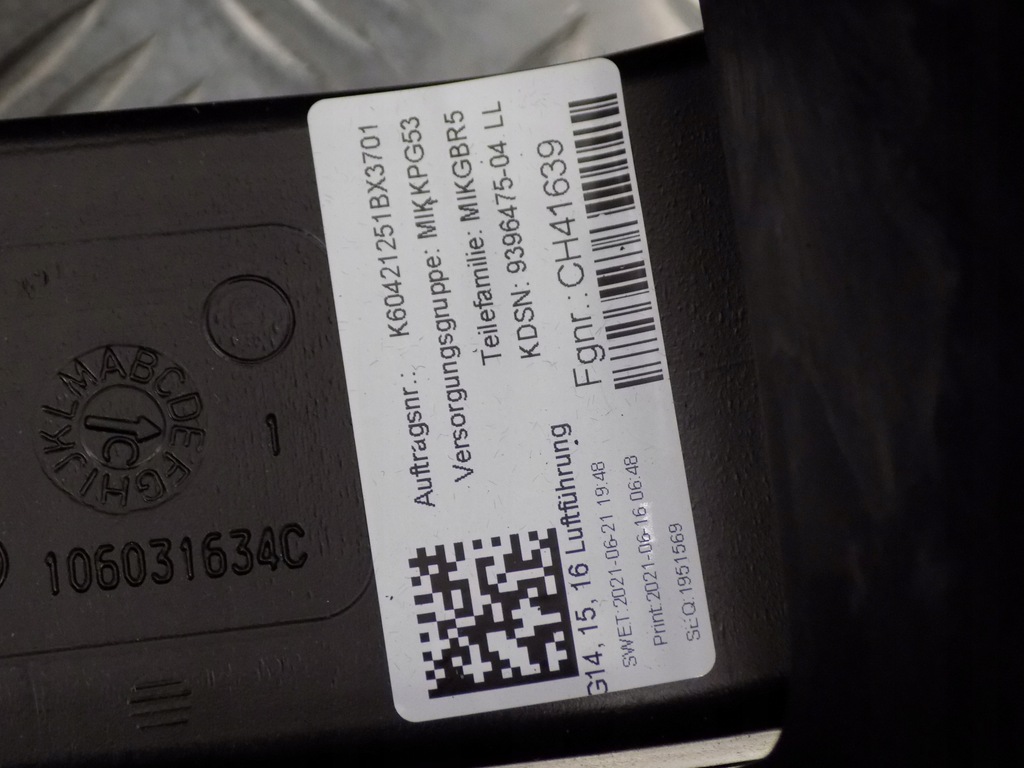 Auftragsnr.: K60421251BX3701
Versorgungsgruppe: MIKKPG53
Teilefamilie: MIKGBR5
KDSN: 9396475-04 LL
Fgnr.: CH41639
G14, 15, 16 Luftführung
SWET:2021-06-21 19:48
Print:2021-06-16 06:48
SEQ:1951569
ABCDEFGHIJKLM
C
1
106031634C